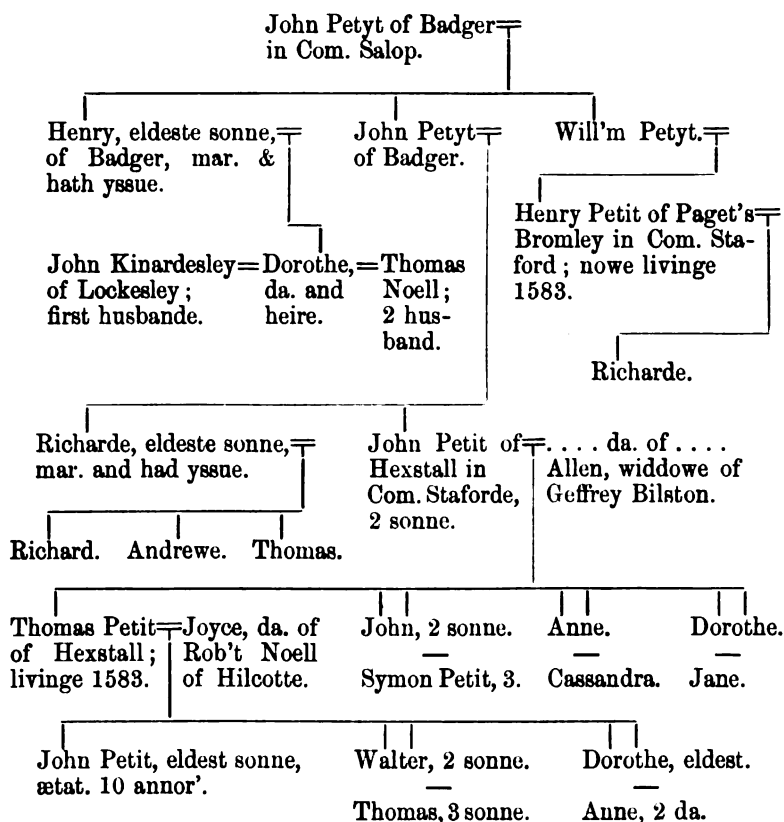 John Petyt of Badger
in Com. Salop.
Henry, eldeste sonne,
of Badger, mar. &
hath yssue.
John Petyt
of Badger.
Will'm Petyt.
Henry Petit of Paget's
Bromley in Com. Sta-
ford; nowe livinge
1583.
John Kinardesley
of Lockesley;
first husbande.
Dorothe,
da. and
heire.
Thomas
Noell;
2 hus-
band.
Richarde.
Richarde, eldeste sonne,
mar. and had yssue.
John Petit of
Hexstall in
Com. Staforde,
2 sonne.
. . . . da. of . . . .
Allen, widdowe of
Geffrey Bilston.
Richard. Andrewe. Thomas.
Thomas Petit
of Hexstall;
livinge 1583.
Joyce, da. of
Rob't Noell
of Hilcotte.
John, 2 sonne.
Symon Petit, 3.
Anne.
Cassandra.
Dorothe.
Jane.
John Petit, eldest sonne,
ætat. 10 annor'.
Walter, 2 sonne.
Thomas, 3 sonne.
Dorothe, eldest.
Anne, 2 da.